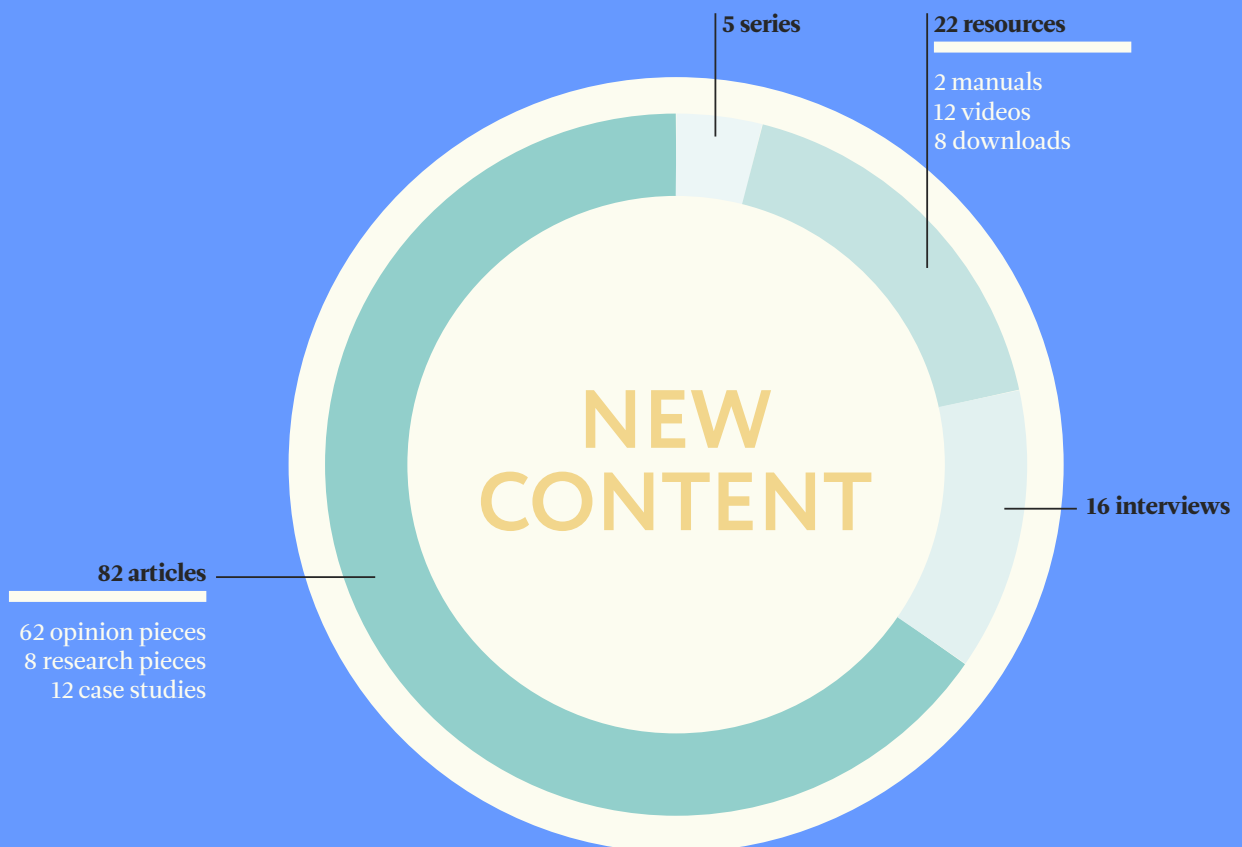 5 series
22 resources
2 manuals
12 videos
8 downloads
NEW
CONTENT
16 interviews
82 articles
62 opinion pieces
8 research pieces
12 case studies